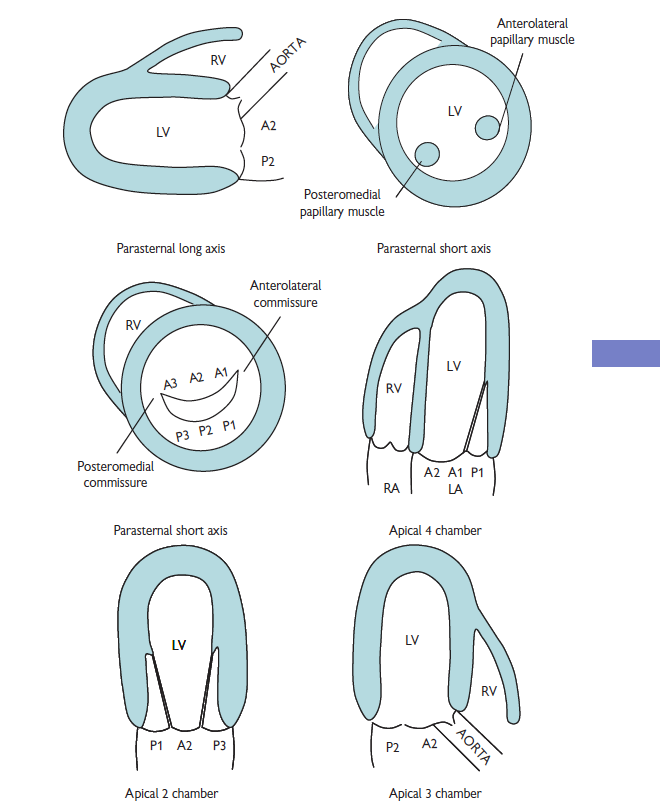 RV
AORTA
LV
A2
P2
Parasternal long axis
Anterolateral
papillary muscle
LV
Posteromedial
papillary muscle
Parasternal short axis
Anterolateral
commissure
RV
A3 A2 A1
P3 P2 P1
Posteromedial
commissure
Parasternal short axis
LV
RV
A2 A1 P1
RA
LA
Apical 4 chamber
LV
P1 A2 P3
Apical 2 chamber
LV
RV
P2 A2 AORTA
Apical 3 chamber